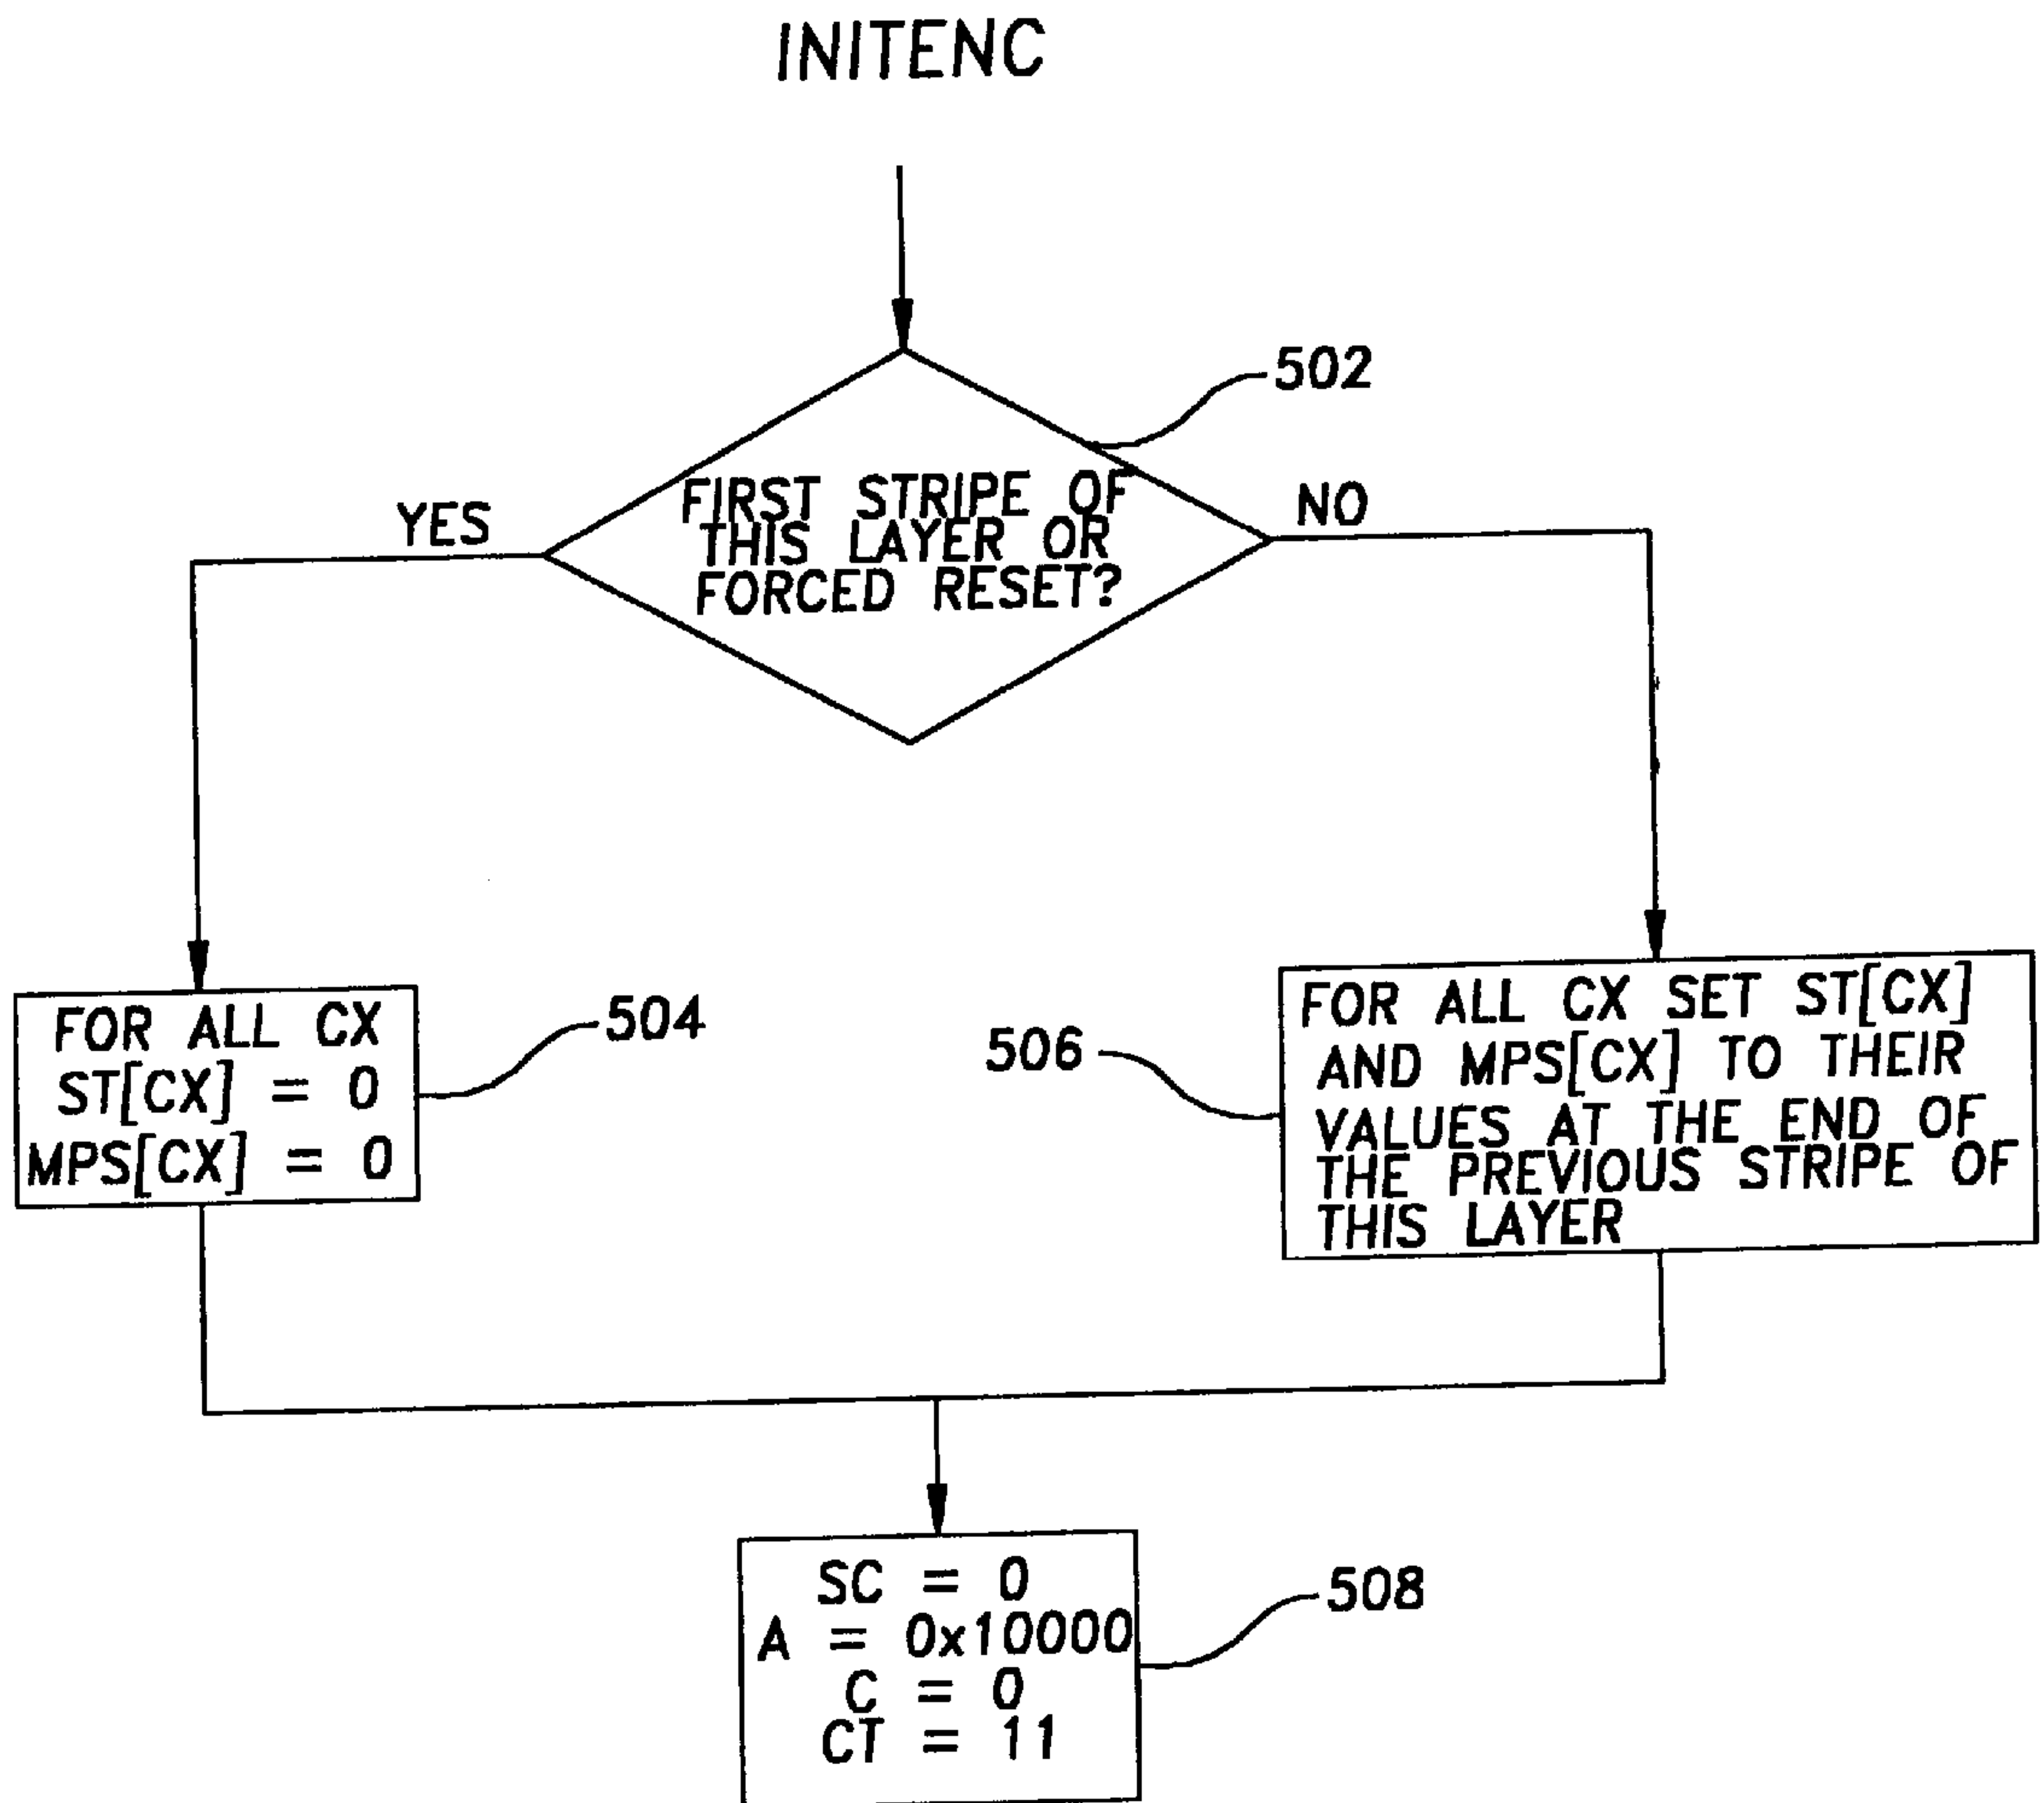 INITENC
502
FIRST STRIPE OF
THIS LAYER OR
FORCED RESET?
YES
NO
FOR ALL CX
ST[CX] = 0
MPS[CX] = 0
504
506
FOR ALL CX SET ST[CX]
AND MPS[CX] TO THEIR
VALUES AT THE END OF
THE PREVIOUS STRIPE OF
THIS LAYER
SC = 0
A = 0x10000
C = 0
CT = 11
508